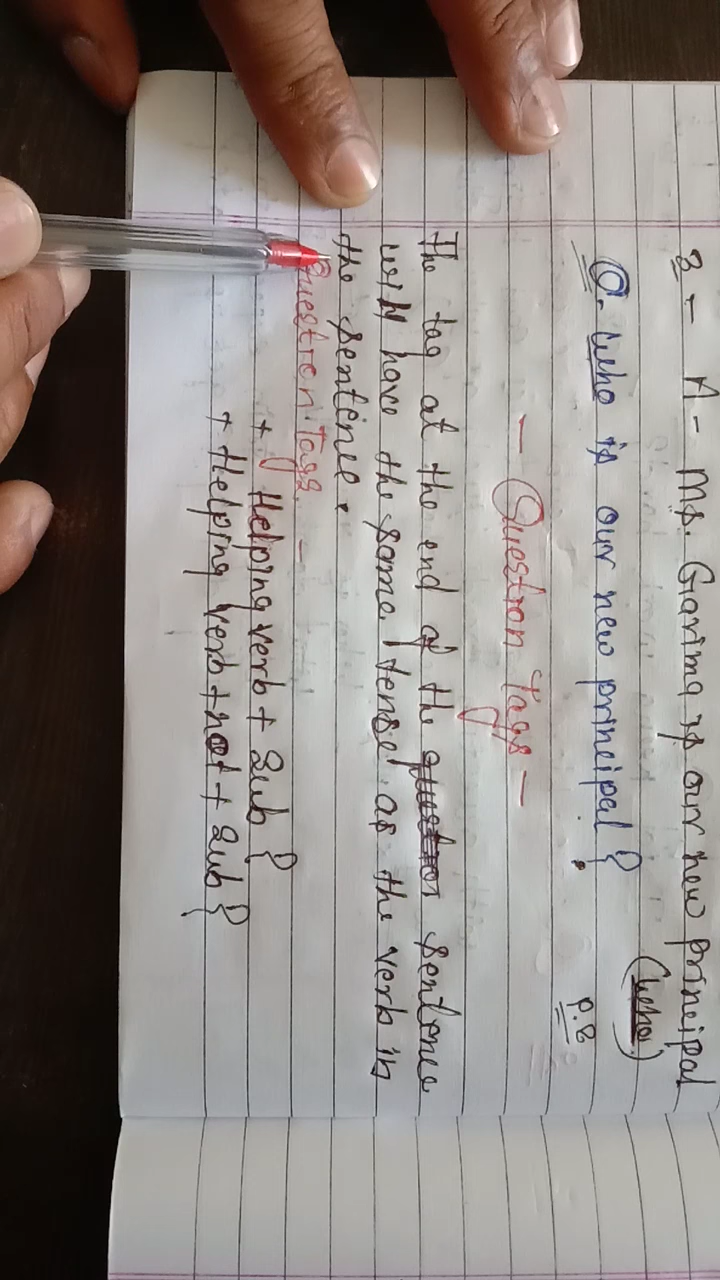 3 - A - Ms. Garima is our new principal
(who)
Q. Who is our new principal?
P.8
- Question Tags -
The tag at the end of the sentence
will have the same tense as the verb in
the sentence.
Question Tags -
+ Helping verb + Sub?
+ Helping verb + not + Sub?